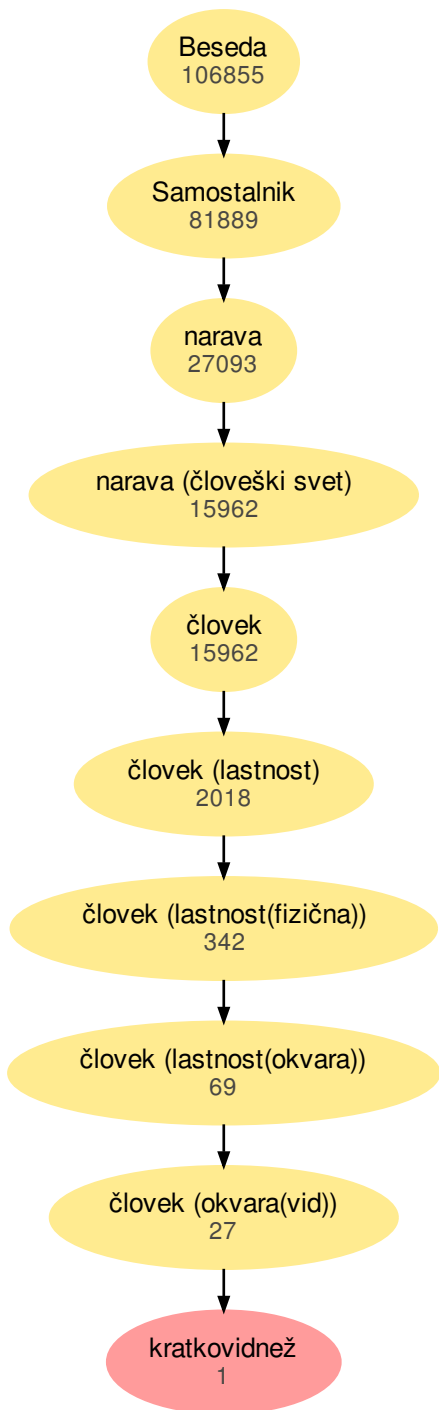 Beseda
106855
Samostalnik
81889
narava
27093
narava (človeški svet)
15962
človek
15962
človek (lastnost)
2018
človek (lastnost(fizična))
342
človek (lastnost(okvara))
69
človek (okvara(vid))
27
kratkovidnež
1